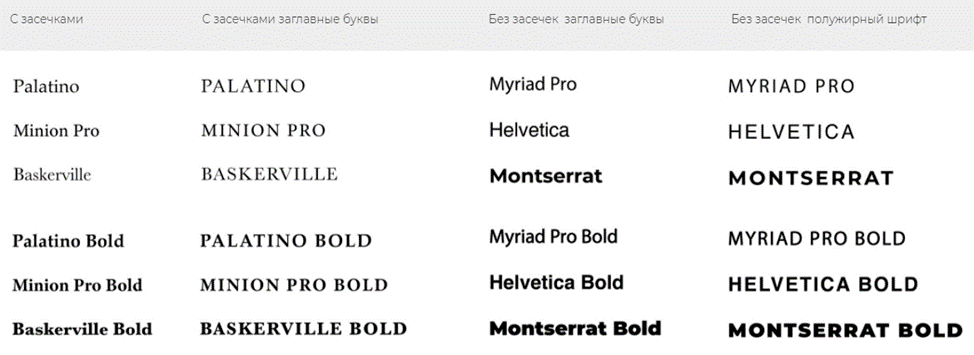 С засечками С засечками заглавные буквы Без засечек заглавные буквы Без засечек полужирный шрифт
Palatino PALATINO Myriad Pro MYRIAD PRO
Minion Pro MINION PRO Helvetica HELVETICA
Baskerville BASKERVILLE Montserrat MONTSERRAT
Palatino Bold PALATINO BOLD Myriad Pro Bold MYRIAD PRO BOLD
Minion Pro Bold MINION PRO BOLD Helvetica Bold HELVETICA BOLD
Baskerville Bold BASKERVILLE BOLD Montserrat Bold MONTSERRAT BOLD